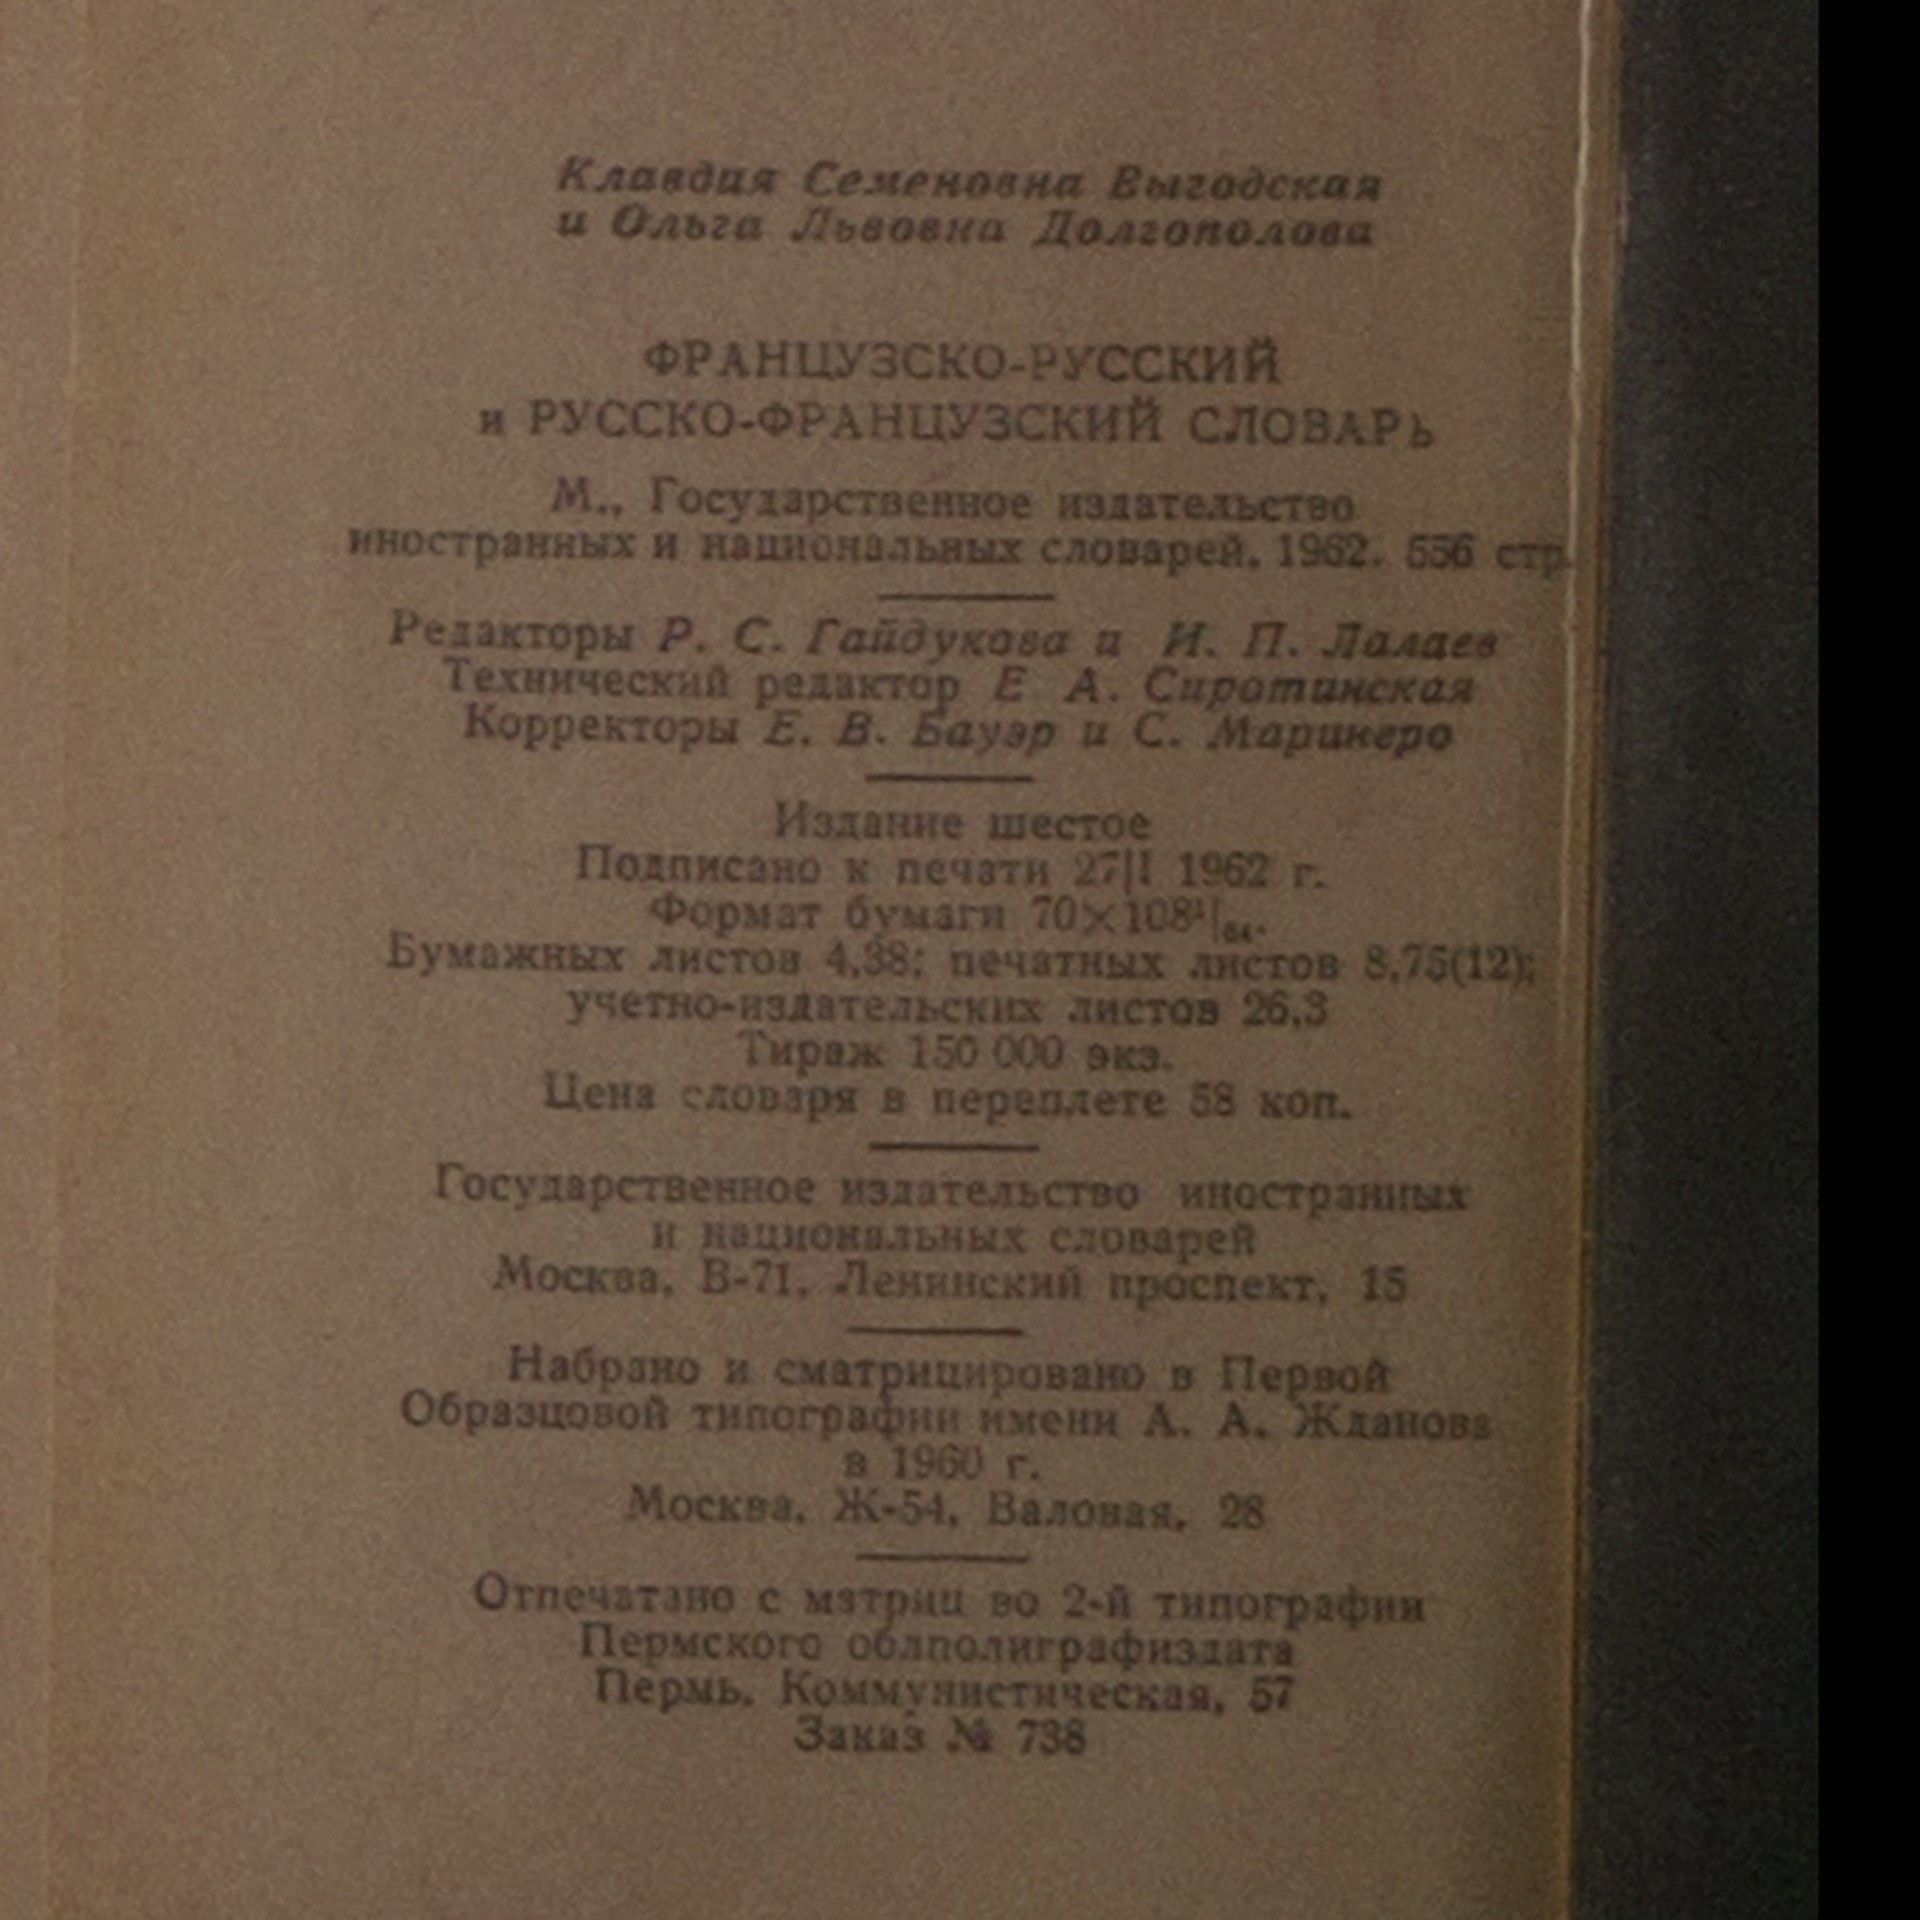 Клавдия Семеновна Выгодская
и Ольга Львовна Долгополова
ФРАНЦУЗСКО-РУССКИЙ
и РУССКО-ФРАНЦУЗСКИЙ СЛОВАРЬ
М., Государственное издательство
иностранных и национальных словарей, 1962. 556 стр.
Редакторы Р. С. Гайдукова и И. П. Лалаев
Технический редактор Е А. Сиротинская
Корректоры Е. В. Бауэр и С. Маринеро
Издание шестое
Подписано к печати 27|I 1962 г.
Формат бумаги 70×108¹|₆₄.
Бумажных листов 4,38; печатных листов 8,75(12);
учетно-издательских листов 26,3
Тираж 150 000 экз.
Цена словаря в переплете 58 коп.
Государственное издательство иностранных
и национальных словарей
Москва, В-71, Ленинский проспект, 15
Набрано и сматрицировано в Первой
Образцовой типографии имени А. А. Жданова
в 1960 г.
Москва, Ж-54, Валовая, 28
Отпечатано с матриц во 2-й типографии
Пермского облполиграфиздата
Пермь, Коммунистическая, 57
Заказ № 738